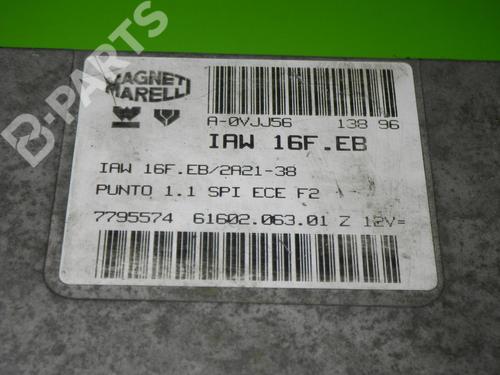 B-PARTS
MAGNETI
MARELLI
A-0VJJ56 138 96
IAW 16F.EB
IAW 16F.EB/2A21-38
PUNTO 1.1 SPI ECE F2
7795574 61602.063.01 Z 12V=